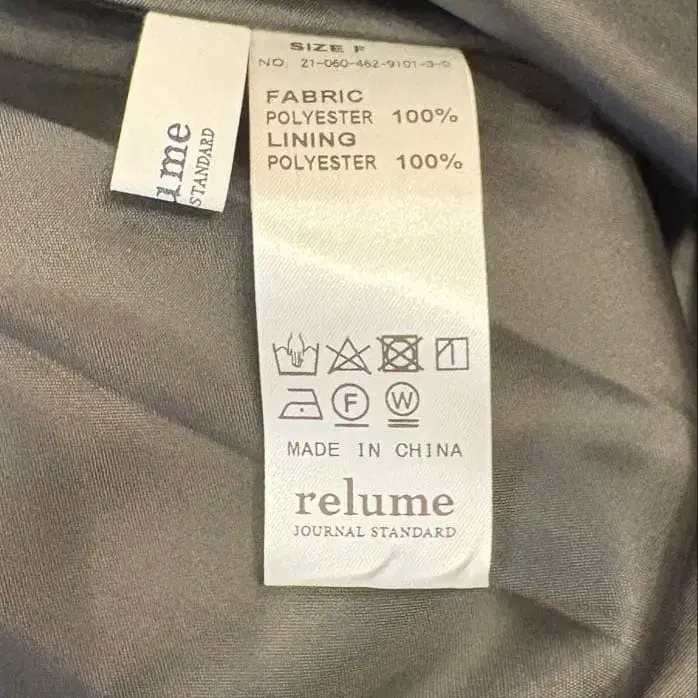 ume
STANDARD
SIZE F
NO. 21-060-462-9101-3-0
FABRIC
POLYESTER 100%
LINING
POLYESTER 100%
F
W
MADE IN CHINA
relume
JOURNAL STANDARD